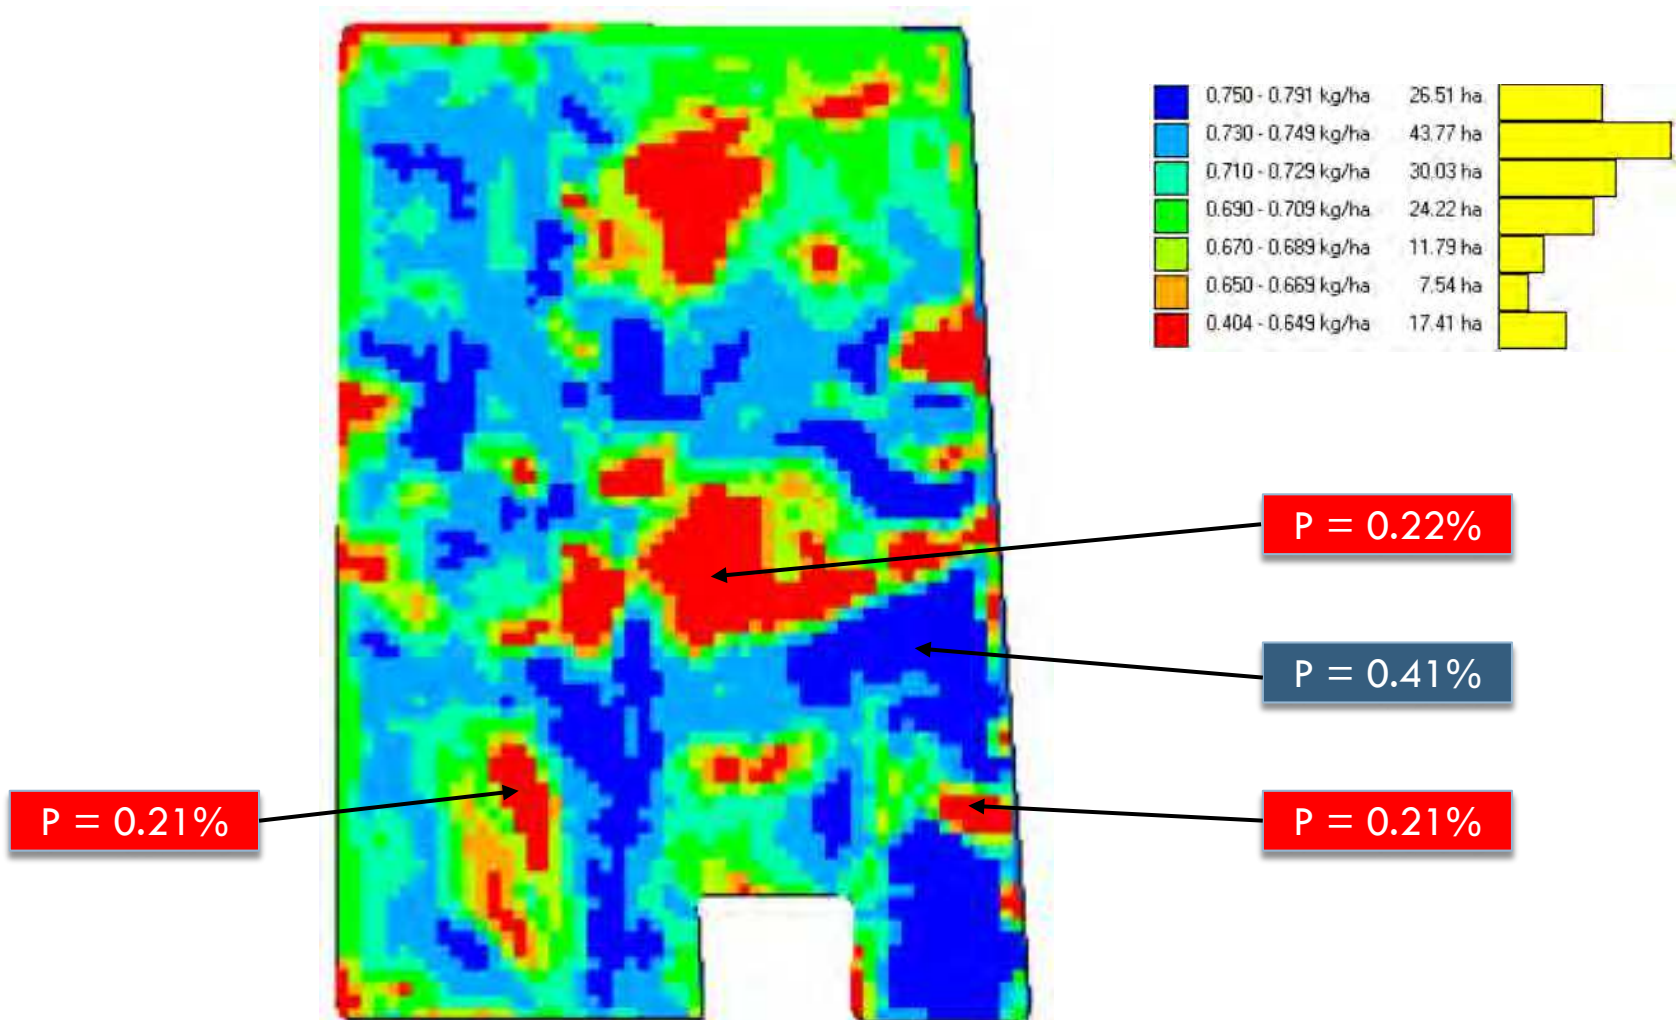 0.750 - 0.791 kg/ha 26.51 ha
0.730 - 0.749 kg/ha 43.77 ha
0.710 - 0.729 kg/ha 30.03 ha
0.690 - 0.709 kg/ha 24.22 ha
0.670 - 0.689 kg/ha 11.79 ha
0.650 - 0.669 kg/ha 7.54 ha
0.404 - 0.649 kg/ha 17.41 ha
P = 0.22%
P = 0.41%
P = 0.21%
P = 0.21%